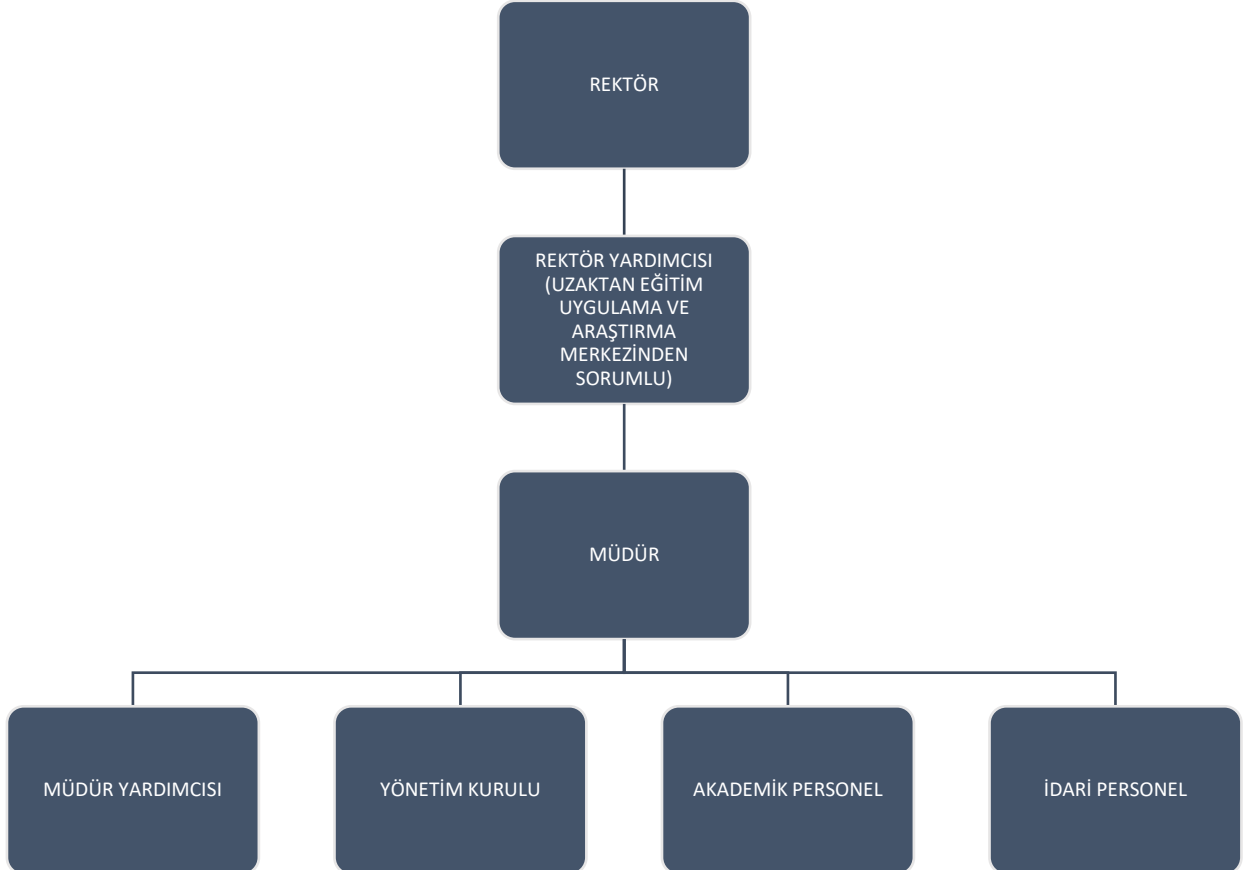 REKTÖR
REKTÖR YARDIMCISI
(UZAKTAN EĞİTİM
UYGULAMA VE
ARAŞTIRMA
MERKEZİNDEN
SORUMLU)
MÜDÜR
MÜDÜR YARDIMCISI
YÖNETİM KURULU
AKADEMİK PERSONEL
İDARİ PERSONEL